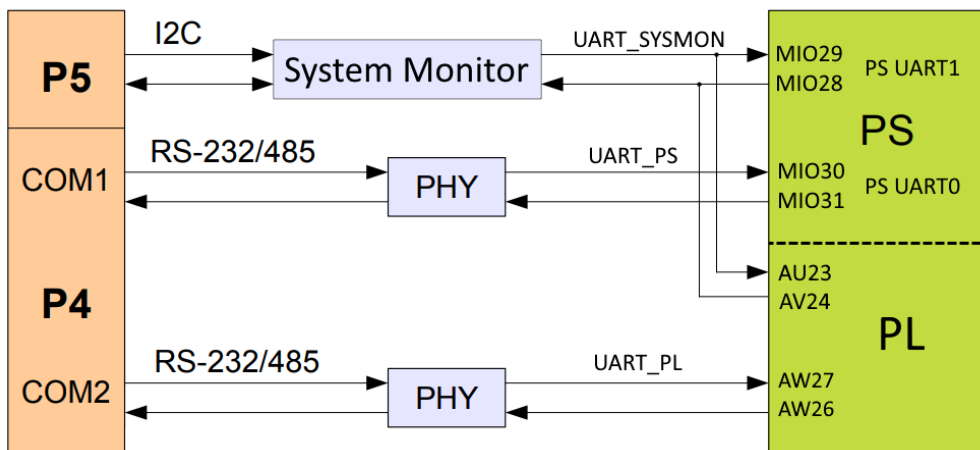 P5
I2C
System Monitor
UART_SYSMON
MIO29
MIO28
PS UART1
PS
COM1
RS-232/485
PHY
UART_PS
MIO30
MIO31
PS UART0
P4
AU23
AV24
PL
COM2
RS-232/485
PHY
UART_PL
AW27
AW26